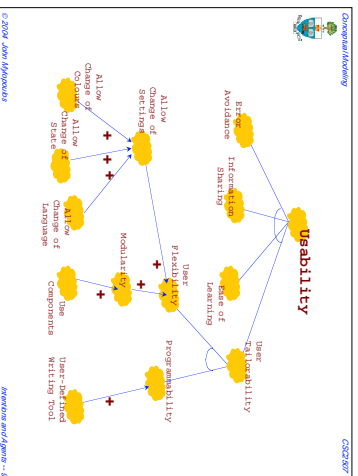 Conceptual Modeling
CSC2507
Usability
Error
Avoidance
Information
Sharing
Ease of
Learning
User
Tailorability
Allow
Change of
Settings
User
Flexibility
Programmability
Modularity
Allow
Change of
Colours
Allow
Change of
State
Allow
Change of
Language
Use
Components
User-Defined
Writing Tool
+
+
+
+
+
+
+
© 2004 John Mylopoulos
Intentions and Agents --